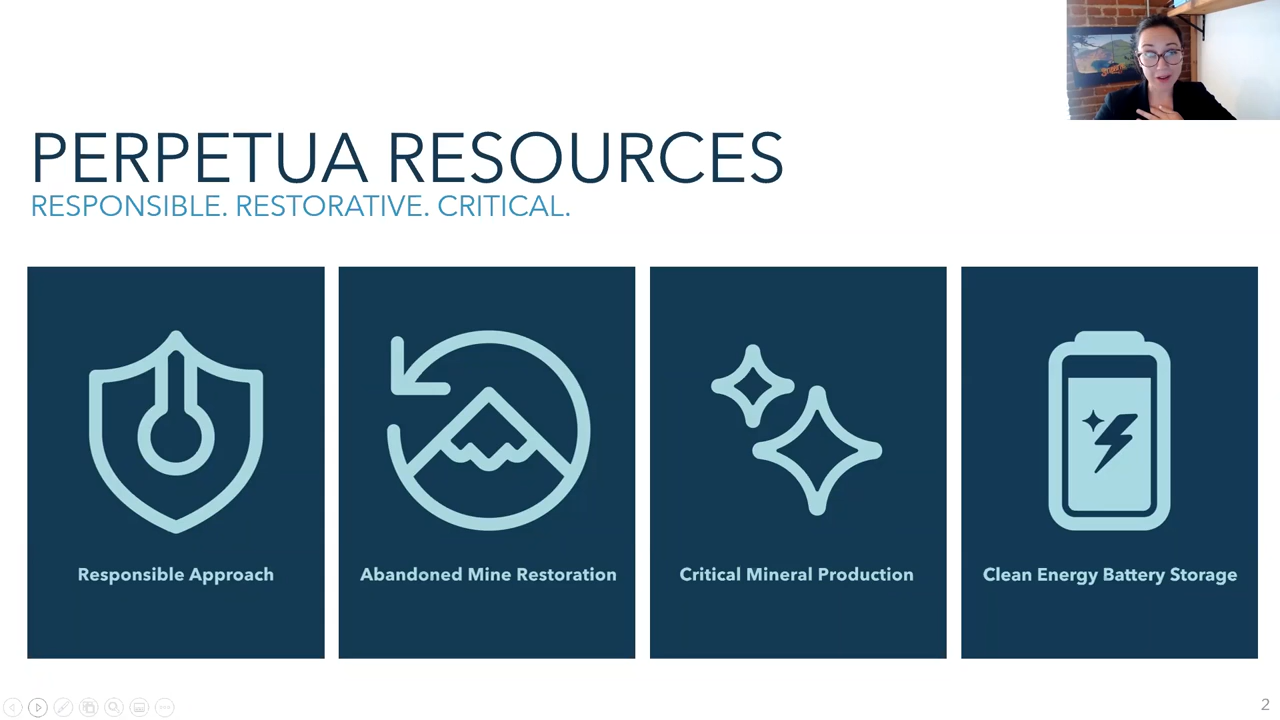 PERPETUA RESOURCES
RESPONSIBLE. RESTORATIVE. CRITICAL.
Responsible Approach
Abandoned Mine Restoration
Critical Mineral Production
Clean Energy Battery Storage
2